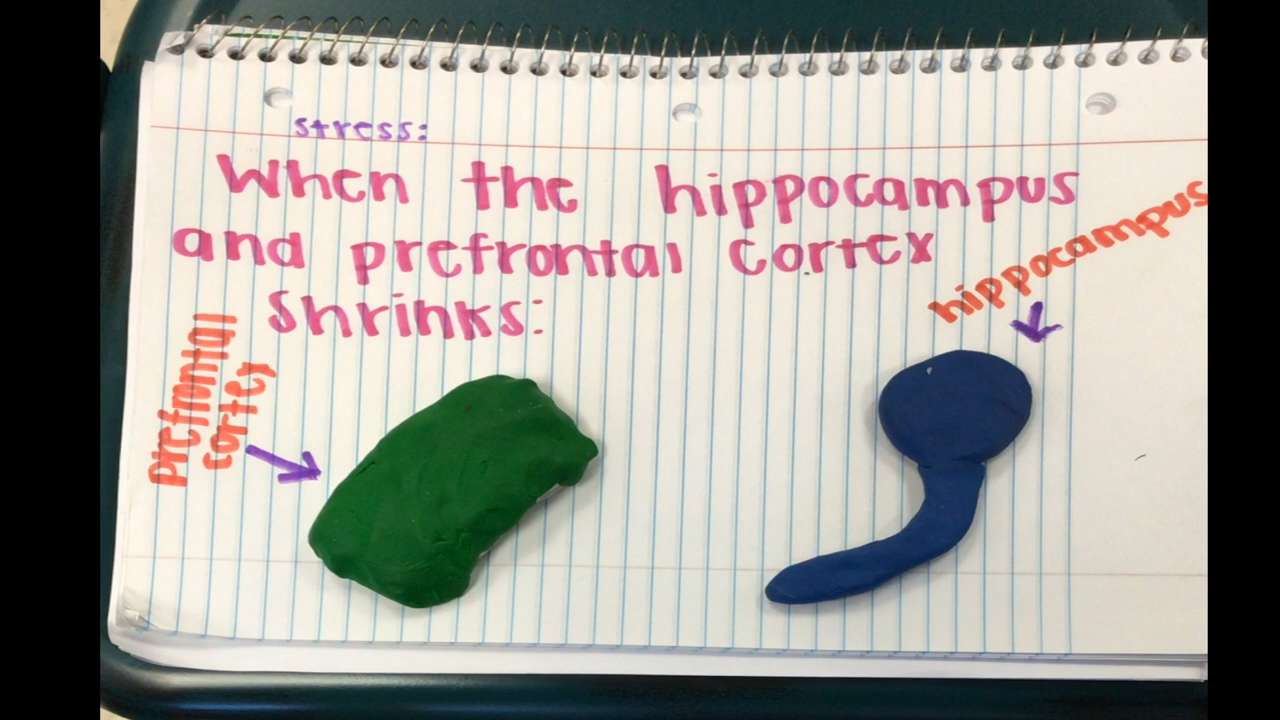 stress:
When the hippocampus
and prefrontal cortex
shrinks:
hippocampus
prefrontal
cortex